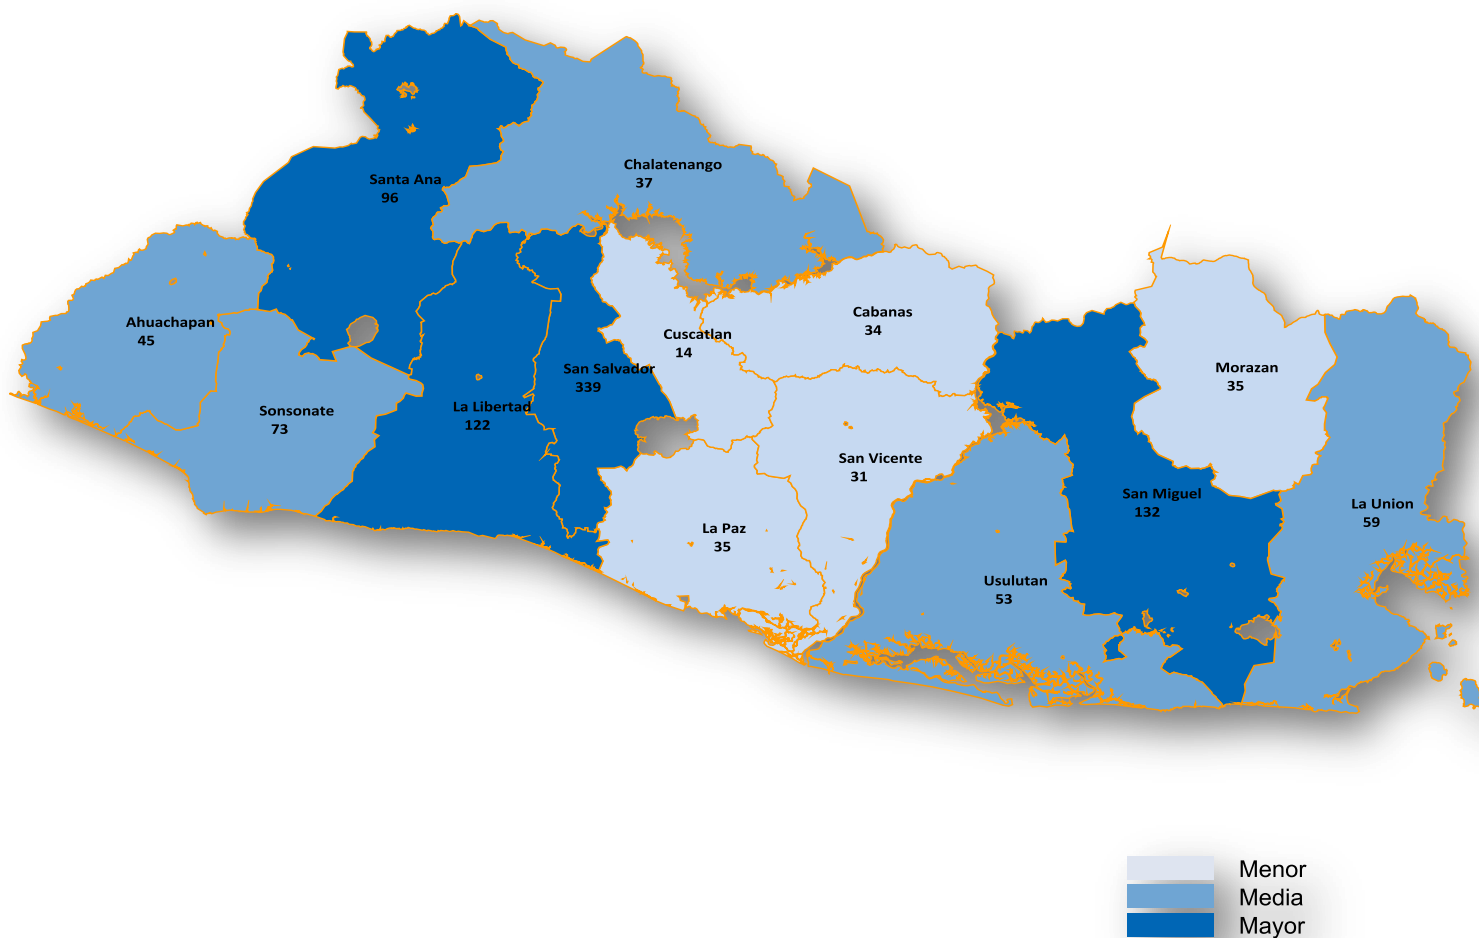 Chalatenango
37
Santa Ana
96
Cabanas
34
Ahuachapan
45
Cuscatlan
14
San Salvador
339
Morazan
35
La Libertad
122
Sonsonate
73
San Vicente
31
San Miguel
132
La Union
59
La Paz
35
Usulutan
53
Menor
Media
Mayor